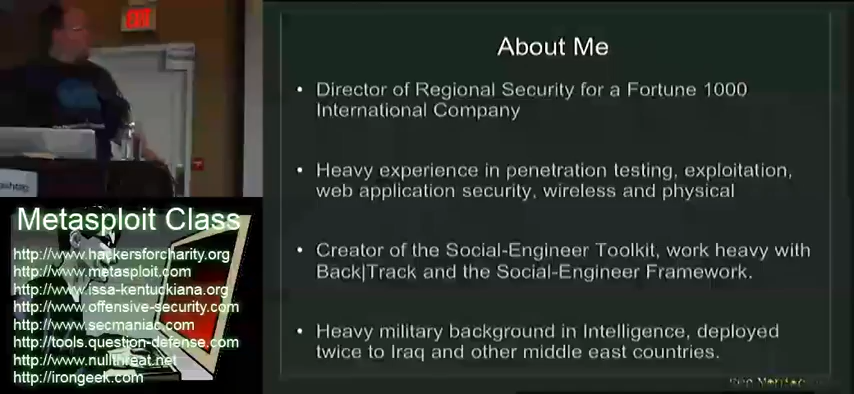 About Me
• Director of Regional Security for a Fortune 1000
International Company
• Heavy experience in penetration testing, exploitation,
web application security, wireless and physical
• Creator of the Social-Engineer Toolkit, work heavy with
Back|Track and the Social-Engineer Framework.
• Heavy military background in Intelligence, deployed
twice to Iraq and other middle east countries.
EXIT
Metasploit Class
http://www.hackersforcharity.org
http://www.metasploit.com
http://www.issa-kentuckiana.org
http://www.offensive-security.com
http://www.secmaniac.com
http://tools.question-defense.com
http://www.nullthreat.net
http://irongeek.com